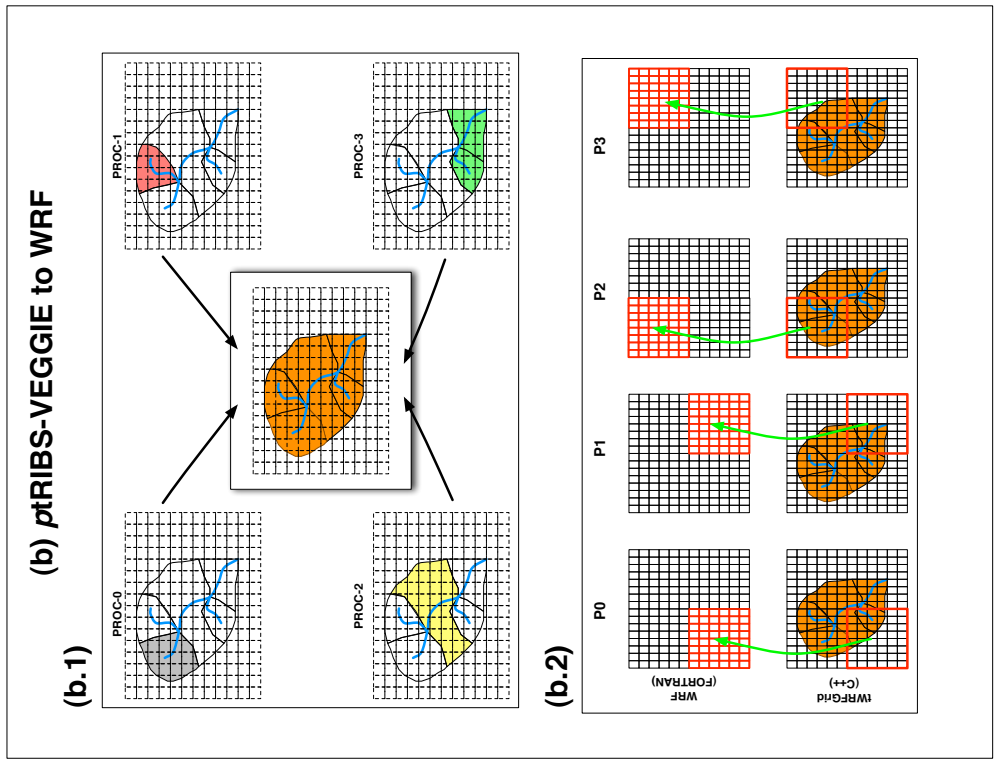 (b) ptRIBS-VEGGIE to WRF
(b.1)
PROC-0
PROC-1
PROC-2
PROC-3
(b.2)
P0
P1
P2
P3
WRF
(FORTRAN)
tWRFGrid
(C++)